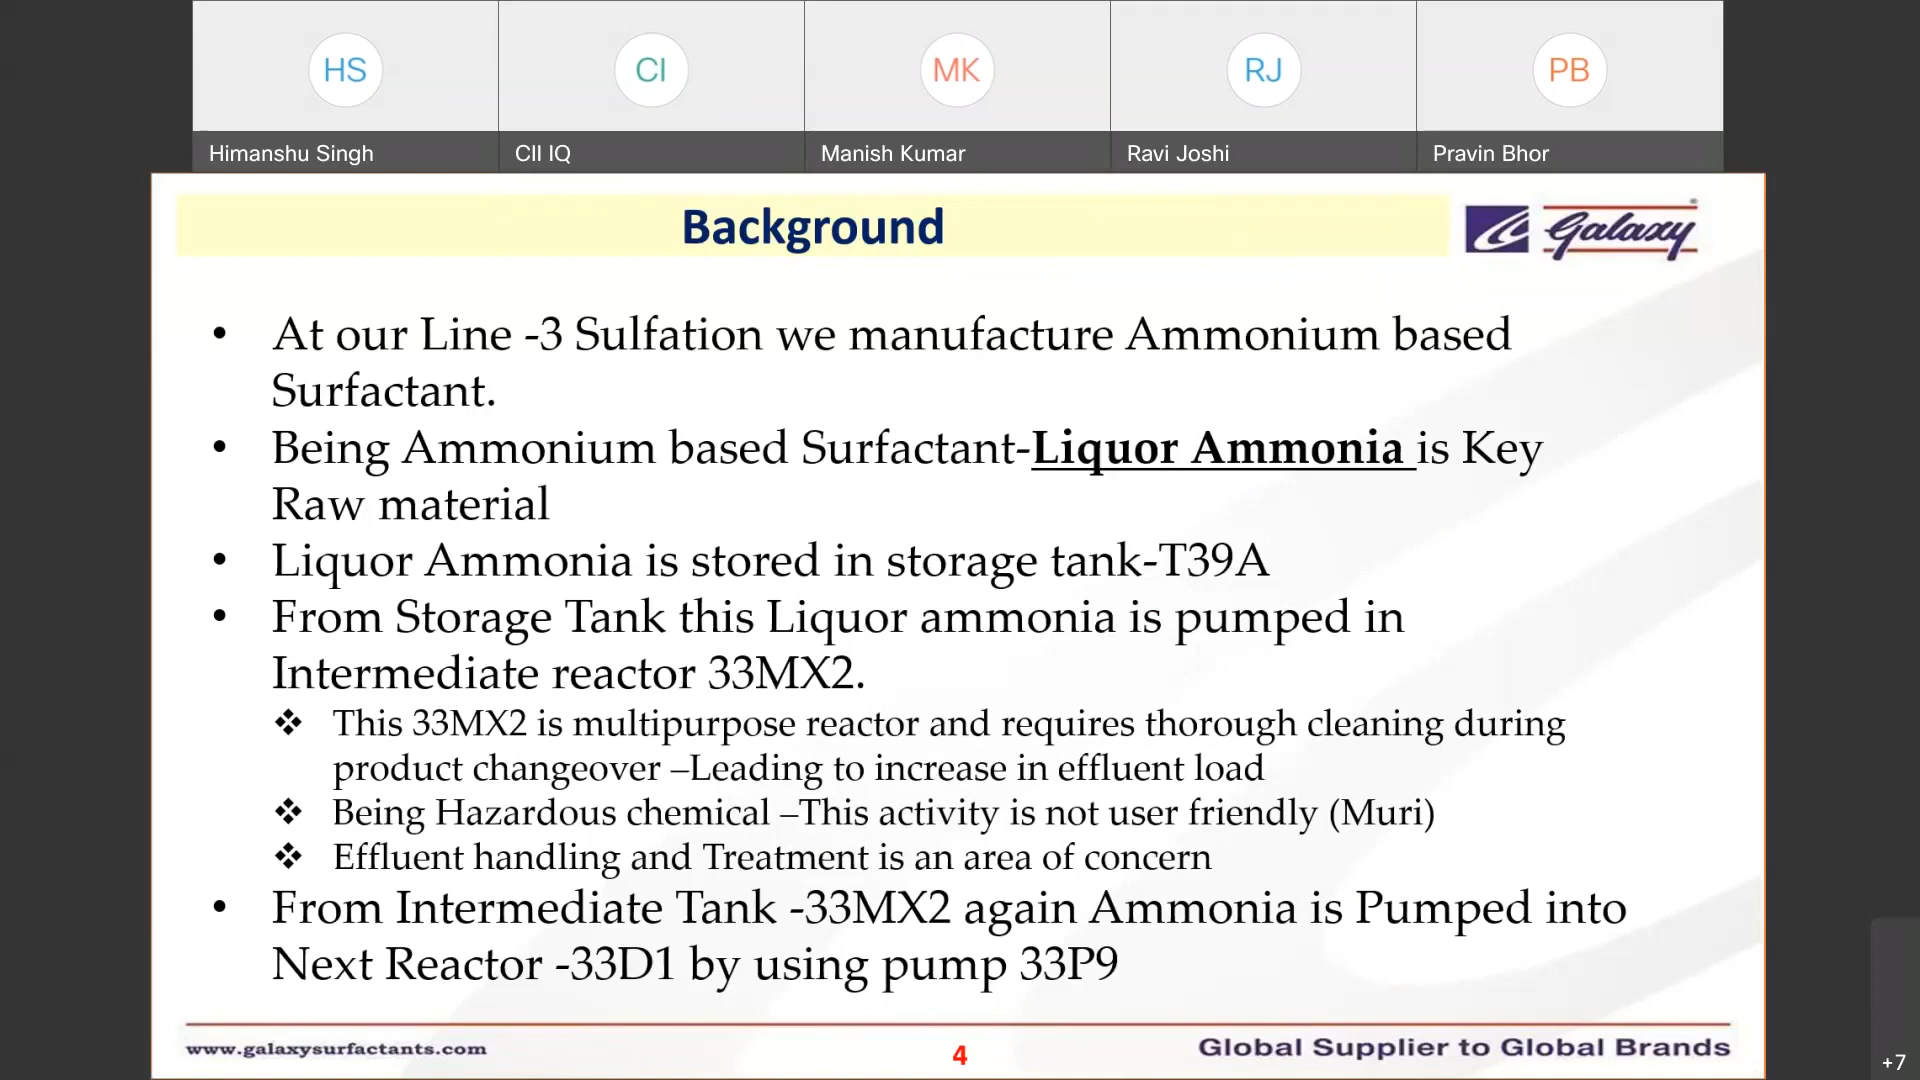 HS
CI
MK
RJ
PB
Himanshu Singh
CII IQ
Manish Kumar
Ravi Joshi
Pravin Bhor
Background
Galaxy
• At our Line -3 Sulfation we manufacture Ammonium based
Surfactant.
• Being Ammonium based Surfactant-Liquor Ammonia is Key
Raw material
• Liquor Ammonia is stored in storage tank-T39A
• From Storage Tank this Liquor ammonia is pumped in
Intermediate reactor 33MX2.
❖ This 33MX2 is multipurpose reactor and requires thorough cleaning during
product changeover –Leading to increase in effluent load
❖ Being Hazardous chemical –This activity is not user friendly (Muri)
❖ Effluent handling and Treatment is an area of concern
• From Intermediate Tank -33MX2 again Ammonia is Pumped into
Next Reactor -33D1 by using pump 33P9
www.galaxysurfactants.com
4
Global Supplier to Global Brands
+7